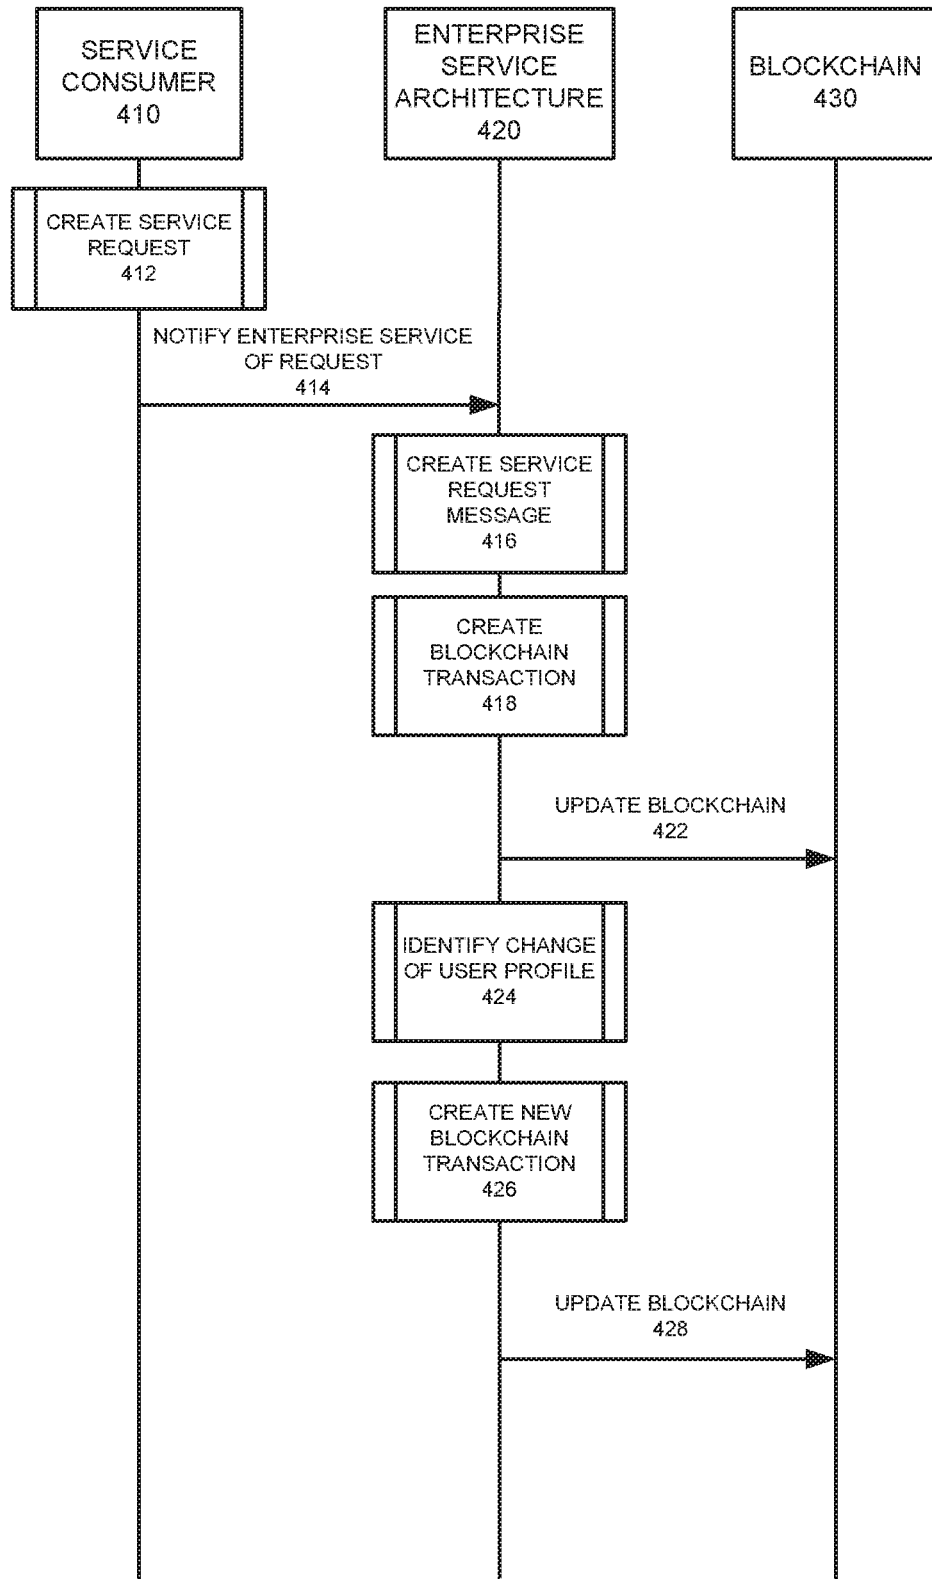 SERVICE
CONSUMER
410
ENTERPRISE
SERVICE
ARCHITECTURE
420
BLOCKCHAIN
430
CREATE SERVICE
REQUEST
412
NOTIFY ENTERPRISE SERVICE
OF REQUEST
414
CREATE SERVICE
REQUEST
MESSAGE
416
CREATE
BLOCKCHAIN
TRANSACTION
418
UPDATE BLOCKCHAIN
422
IDENTIFY CHANGE
OF USER PROFILE
424
CREATE NEW
BLOCKCHAIN
TRANSACTION
426
UPDATE BLOCKCHAIN
428